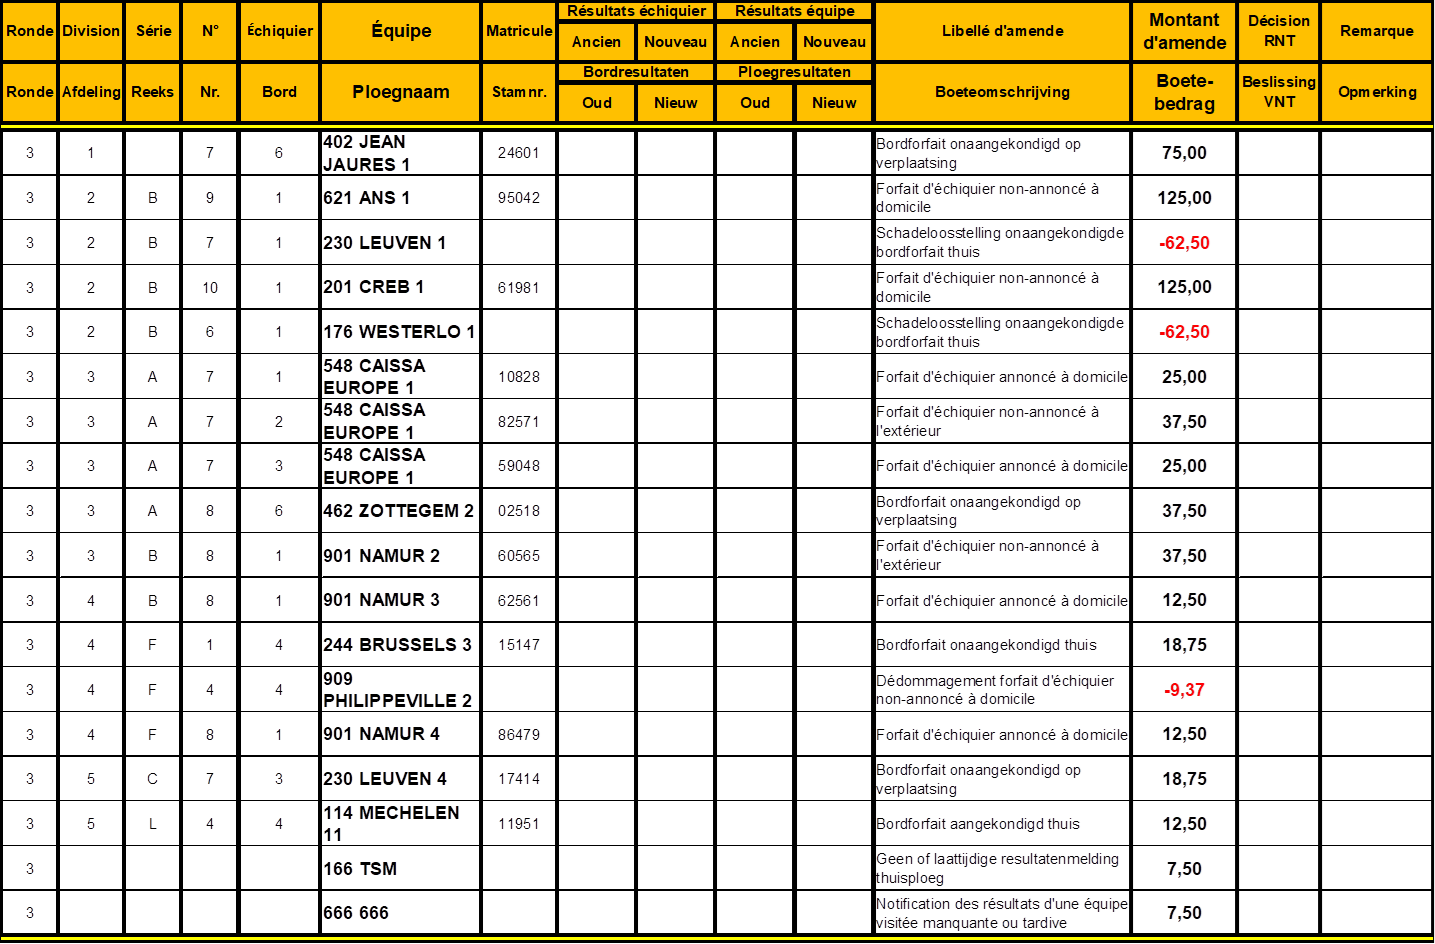 Ronde Division Série N° Échiquier Équipe Matricule Résultats échiquier Résultats équipe Libellé d'amende Montant d'amende Décision RNT Remarque
Ancien Nouveau Ancien Nouveau
Ronde Afdeling Reeks Nr. Bord Ploegnaam Stamnr. Bordresultaten Ploegresultaten Boeteomschrijving Boete-bedrag Beslissing VNT Opmerking
Oud Nieuw Oud Nieuw
3 1 7 6 402 JEAN JAURES 1 24601 Bordforfait onaangekondigd op verplaatsing 75,00
3 2 B 9 1 621 ANS 1 95042 Forfait d'échiquier non-annoncé à domicile 125,00
3 2 B 7 1 230 LEUVEN 1 Schadeloosstelling onaangekondigde bordforfait thuis -62,50
3 2 B 10 1 201 CREB 1 61981 Forfait d'échiquier non-annoncé à domicile 125,00
3 2 B 6 1 176 WESTERLO 1 Schadeloosstelling onaangekondigde bordforfait thuis -62,50
3 3 A 7 1 548 CAISSA EUROPE 1 10828 Forfait d'échiquier annoncé à domicile 25,00
3 3 A 7 2 548 CAISSA EUROPE 1 82571 Forfait d'échiquier non-annoncé à l'extérieur 37,50
3 3 A 7 3 548 CAISSA EUROPE 1 59048 Forfait d'échiquier annoncé à domicile 25,00
3 3 A 8 6 462 ZOTTEGEM 2 02518 Bordforfait onaangekondigd op verplaatsing 37,50
3 3 B 8 1 901 NAMUR 2 60565 Forfait d'échiquier non-annoncé à l'extérieur 37,50
3 4 B 8 1 901 NAMUR 3 62561 Forfait d'échiquier annoncé à domicile 12,50
3 4 F 1 4 244 BRUSSELS 3 15147 Bordforfait onaangekondigd thuis 18,75
3 4 F 4 4 909 PHILIPPEVILLE 2 Dédommagement forfait d'échiquier non-annoncé à domicile -9,37
3 4 F 8 1 901 NAMUR 4 86479 Forfait d'échiquier annoncé à domicile 12,50
3 5 C 7 3 230 LEUVEN 4 17414 Bordforfait onaangekondigd op verplaatsing 18,75
3 5 L 4 4 114 MECHELEN 11 11951 Bordforfait aangekondigd thuis 12,50
3 166 TSM Geen of laattijdige resultatenmelding thuisploeg 7,50
3 666 666 Notification des résultats d'une équipe visitée manquante ou tardive 7,50